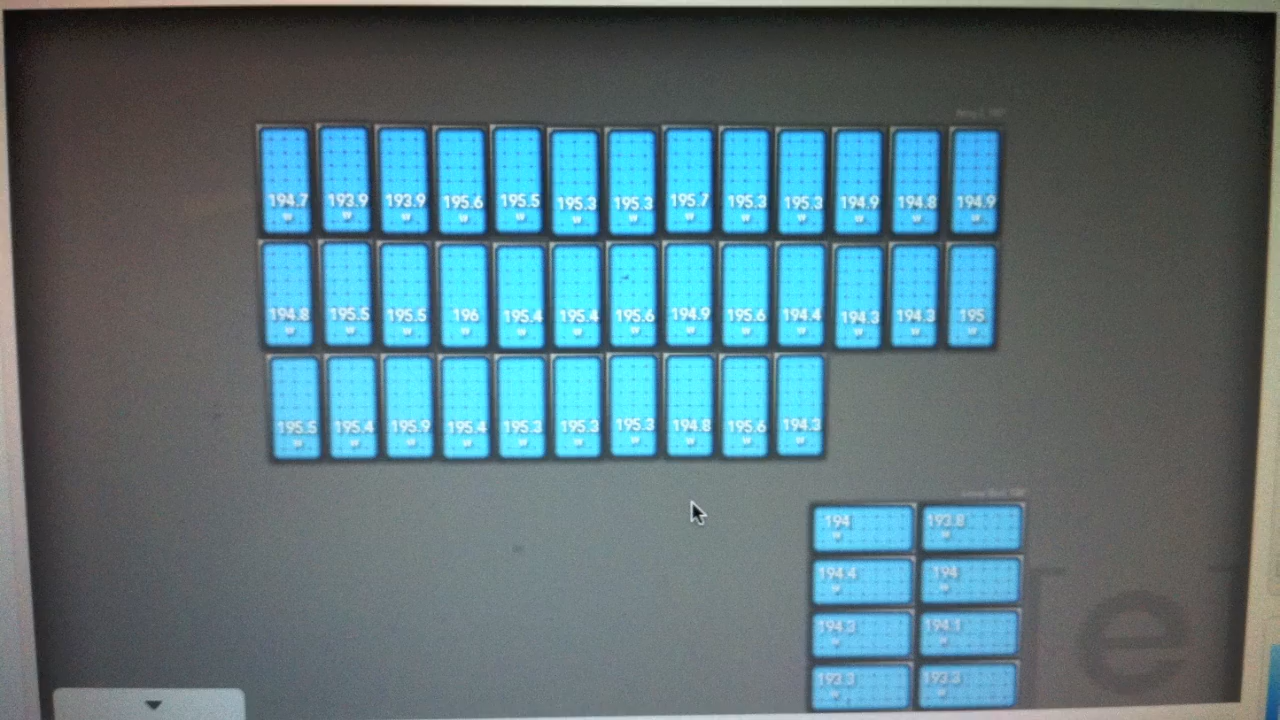 194.7 193.9 193.9 195.6 195.5 195.3 195.3 195.7 195.3 195.3 194.9 194.8 194.9
W W W W W W W W W W W W W
194.8 195.5 195.5 196 195.4 195.4 195.6 194.9 195.6 194.4 194.3 194.3 195
W W W W W W W W W W W W W
195.5 195.4 195.9 195.4 195.3 195.3 195.3 194.8 195.6 194.3
W W W W W W W W W W
194 193.8
W W
194.4 194
W W
194.3 194.1
W W
193.3 193.3
W W
e